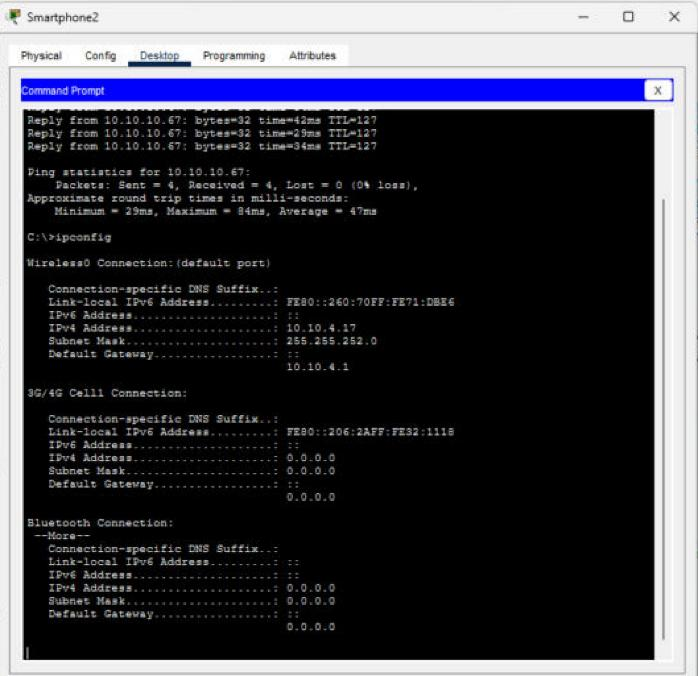 Smartphone2
Physical Config Desktop Programming Attributes
Command Prompt
X
Reply from 10.10.10.67: bytes=32 time=42ms TTL=127
Reply from 10.10.10.67: bytes=32 time=29ms TTL=127
Reply from 10.10.10.67: bytes=32 time=34ms TTL=127
Ping statistics for 10.10.10.67:
Packets: Sent = 4, Received = 4, Lost = 0 (0% loss),
Approximate round trip times in milli-seconds:
Minimum = 29ms, Maximum = 84ms, Average = 47ms
C:\>ipconfig
Wireless0 Connection:(default port)
Connection-specific DNS Suffix..:
Link-local IPv6 Address.........: FE80::260:70FF:FE71:DBE6
IPv6 Address....................: ::
IPv4 Address....................: 10.10.4.17
Subnet Mask.....................: 255.255.252.0
Default Gateway.................: ::
10.10.4.1
3G/4G Cell1 Connection:
Connection-specific DNS Suffix..:
Link-local IPv6 Address.........: FE80::206:2AFF:FE32:1118
IPv6 Address....................: ::
IPv4 Address....................: 0.0.0.0
Subnet Mask.....................: 0.0.0.0
Default Gateway.................: ::
0.0.0.0
Bluetooth Connection:
--More--
Connection-specific DNS Suffix..:
Link-local IPv6 Address.........: ::
IPv6 Address....................: ::
IPv4 Address....................: 0.0.0.0
Subnet Mask.....................: 0.0.0.0
Default Gateway.................: ::
0.0.0.0